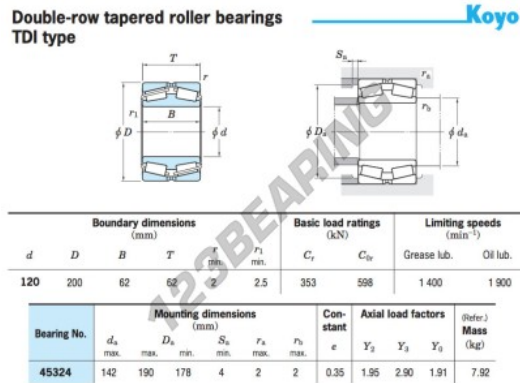 Double-row tapered roller bearings
Koyo
TDI type
T
r
r1
B
φ D
φ d
Sa
ra
rb
φ Da
φ da
123BEARING
Boundary dimensions
(mm)
Basic load ratings
(kN)
Limiting speeds
(min⁻¹)
d D B T r min. r1 min. Cr C0r Grease lub. Oil lub.
120 200 62 62 2 2.5 353 598 1 400 1 900
Bearing No.
Mounting dimensions
(mm)
Con-
stant
Axial load factors
(Refer.)
Mass
(kg)
da Da Sa ra rb e Y2 Y3 Y0
max. max. min. min. max. max.
45324 142 190 178 4 2 2 0.35 1.95 2.90 1.91 7.92